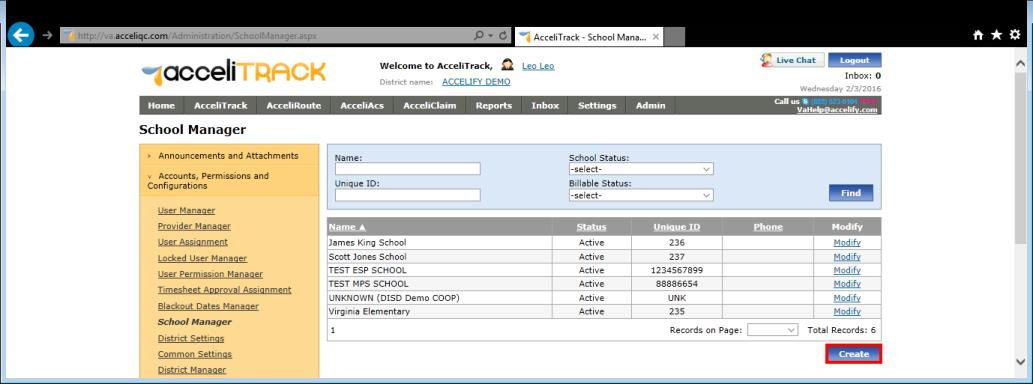 http://va.acceliqc.com/Administration/SchoolManager.aspx
AcceliTrack - School Mana...
acceliTRACK
Welcome to AcceliTrack, Leo Leo
District name: ACCELIFY DEMO
Live Chat
Logout
Inbox: 0
Wednesday 2/3/2016
Home AcceliTrack AcceliRoute AcceliAcs AcceliClaim Reports Inbox Settings Admin
Call us
VaHelp@accelify.com
School Manager
Announcements and Attachments
Accounts, Permissions and
Configurations
User Manager
Provider Manager
User Assignment
Locked User Manager
User Permission Manager
Timesheet Approval Assignment
Blackout Dates Manager
School Manager
District Settings
Common Settings
District Manager
Name:
School Status:
-select-
Unique ID:
Billable Status:
-select-
Find
Name ▲ Status Unique ID Phone Modify
James King School Active 236 Modify
Scott Jones School Active 237 Modify
TEST ESP SCHOOL Active 1234567899 Modify
TEST MPS SCHOOL Active 88886654 Modify
UNKNOWN (DISD Demo COOP) Active UNK Modify
Virginia Elementary Active 235 Modify
1 Records on Page: Total Records: 6
Create